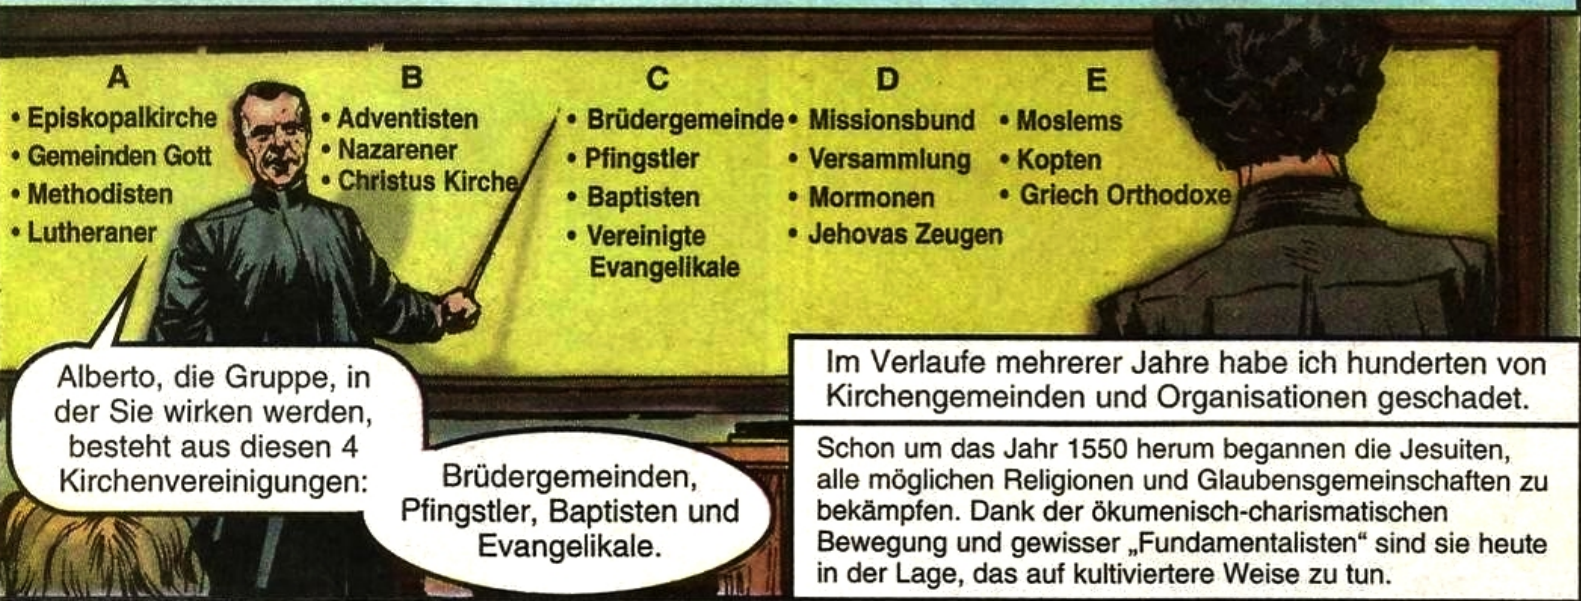 A
• Episkopalkirche
• Gemeinden Gott
• Methodisten
• Lutheraner
B
• Adventisten
• Nazarener
• Christus Kirche
C
• Brüdergemeinde
• Pfingstler
• Baptisten
• Vereinigte
Evangelikale
D
• Missionsbund
• Versammlung
• Mormonen
• Jehovas Zeugen
E
• Moslems
• Kopten
• Griech Orthodoxe
Alberto, die Gruppe, in
der Sie wirken werden,
besteht aus diesen 4
Kirchenvereinigungen:
Brüdergemeinden,
Pfingstler, Baptisten und
Evangelikale.
Im Verlaufe mehrerer Jahre habe ich hunderten von
Kirchengemeinden und Organisationen geschadet.
Schon um das Jahr 1550 herum begannen die Jesuiten,
alle möglichen Religionen und Glaubensgemeinschaften zu
bekämpfen. Dank der ökumenisch-charismatischen
Bewegung und gewisser „Fundamentalisten“ sind sie heute
in der Lage, das auf kultiviertere Weise zu tun.